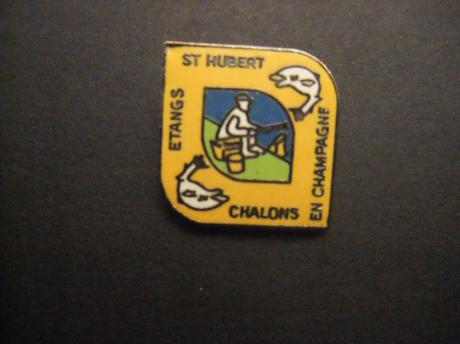 ETANGS
ST HUBERT
CHALONS
EN CHAMPAGNE